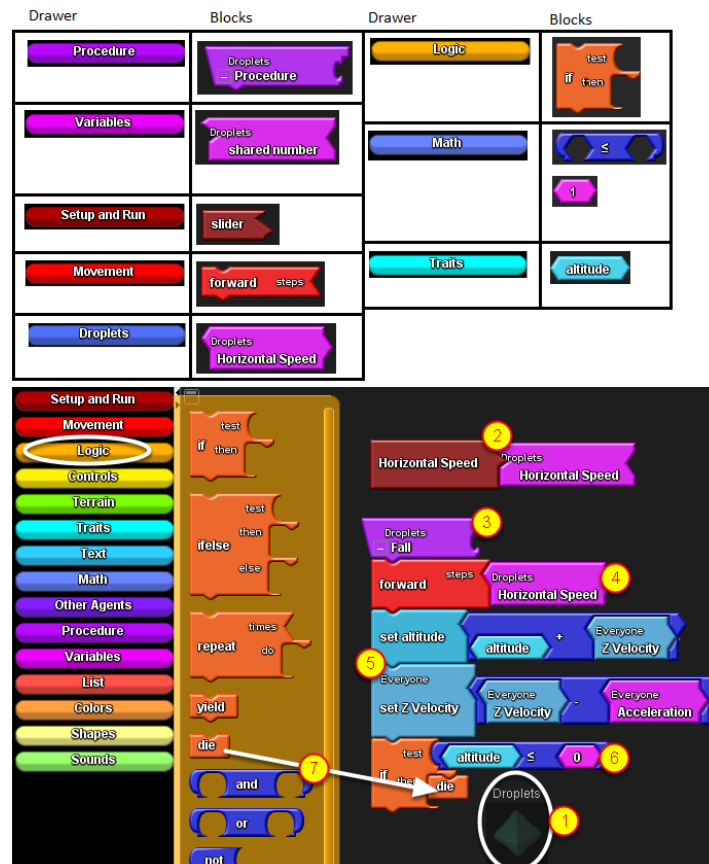 Drawer Blocks Drawer Blocks
Procedure
Droplets
– Procedure
Logic
test
if then
Variables
Droplets
shared number
Math
≤
1
Setup and Run
slider
Movement
forward steps
Traits
altitude
Droplets
Droplets
Horizontal Speed
Setup and Run
Movement
Logic
Controls
Terrain
Traits
Text
Math
Other Agents
Procedure
Variables
List
Colors
Shapes
Sounds
test
if then
test
then
ifelse
else
times
repeat do
yield
die
and
or
not
2
Horizontal Speed
Droplets
Horizontal Speed
3
Droplets
– Fall
4
forward steps
Droplets
Horizontal Speed
set altitude altitude + Everyone
Z Velocity
5
Everyone
set Z Velocity
Everyone
Z Velocity
-
Everyone
Acceleration
test
if then
altitude ≤ 0
6
die
7
Droplets
1